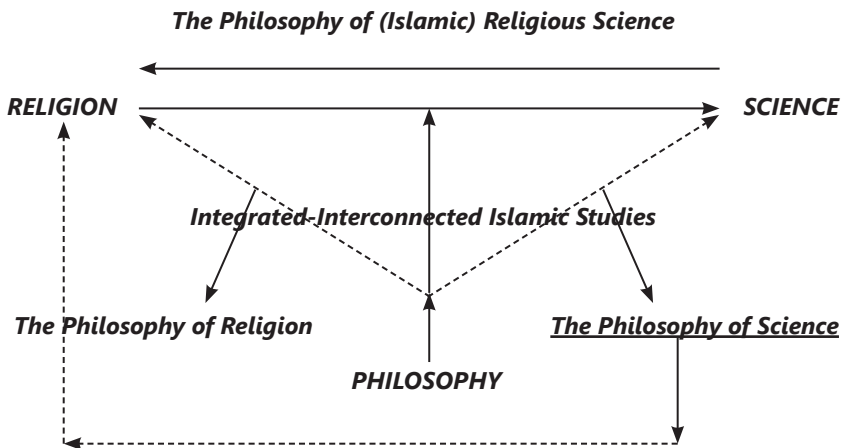 The Philosophy of (Islamic) Religious Science
RELIGION SCIENCE
Integrated-Interconnected Islamic Studies
The Philosophy of Religion The Philosophy of Science
PHILOSOPHY